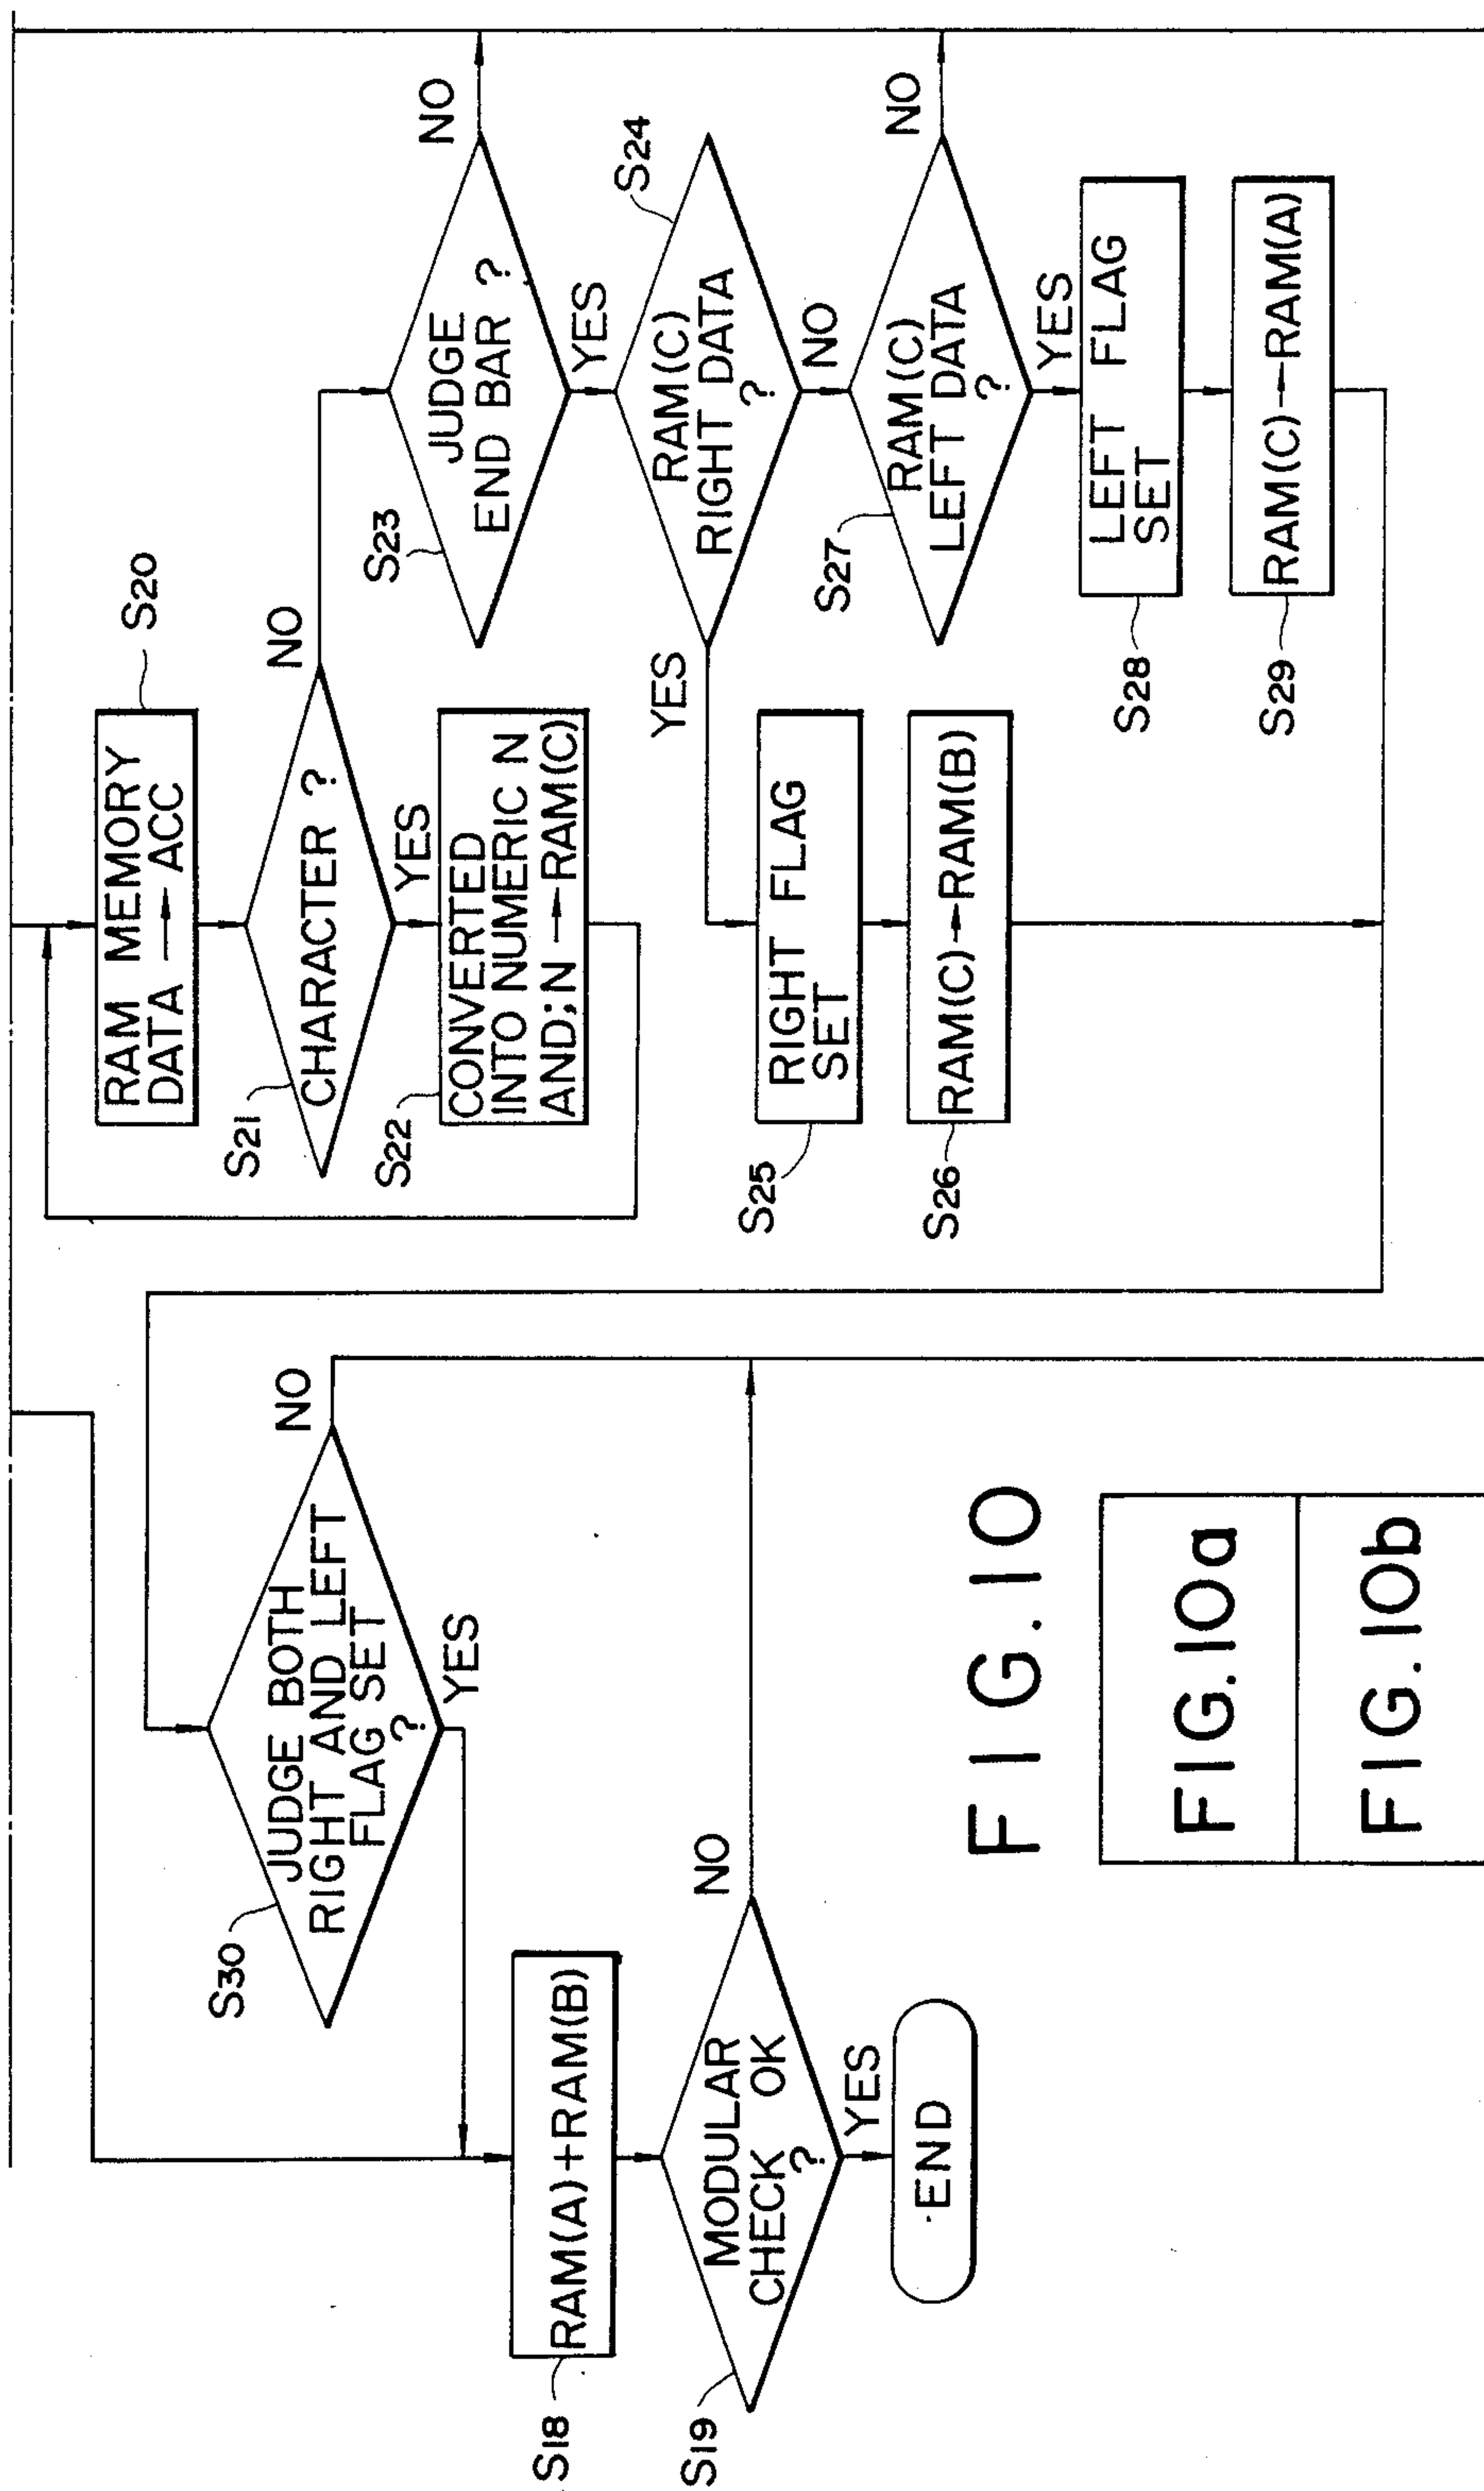 S20
RAM MEMORY
DATA → ACC
S21
CHARACTER ?
NO
YES
S22
CONVERTED
INTO NUMERIC N
AND;N → RAM(C)
S23
JUDGE
END BAR ?
NO
YES
S24
RAM(C)
RIGHT DATA
?
YES
NO
S25
RIGHT FLAG
SET
S26
RAM(C) → RAM(B)
S27
RAM(C)
LEFT DATA
?
NO
YES
S28
LEFT FLAG
SET
S29
RAM(C) → RAM(A)
S30
JUDGE BOTH
RIGHT AND LEFT
FLAG SET
?
NO
YES
S18
RAM(A)+RAM(B)
S19
MODULAR
CHECK OK
?
NO
YES
END
FIG.10
FIG.10a
FIG.10b